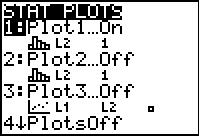 STAT PLOTS
1:Plot1…On
L2 1
2:Plot2…Off
L2 1
3:Plot3…Off
L1 L2
4↓PlotsOff